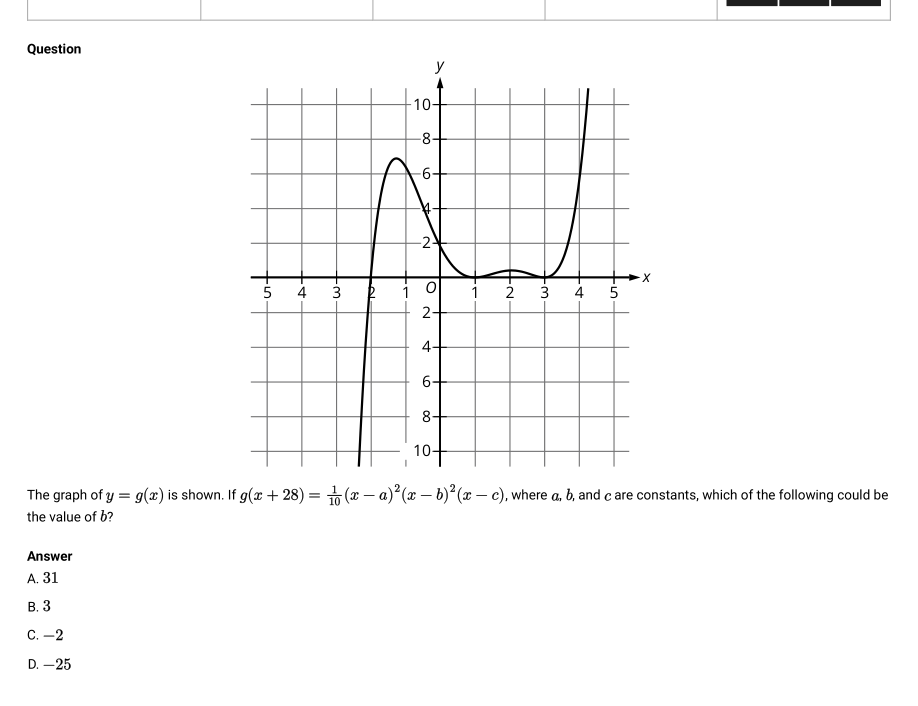 Question
y
10
8
6
4
2
5 4 3 2 1 O 1 2 3 4 5 x
2
4
6
8
10
The graph of y = g(x) is shown. If g(x + 28) = 1/10 (x − a)²(x − b)²(x − c), where a, b, and c are constants, which of the following could be
the value of b?
Answer
A. 31
B. 3
C. −2
D. −25